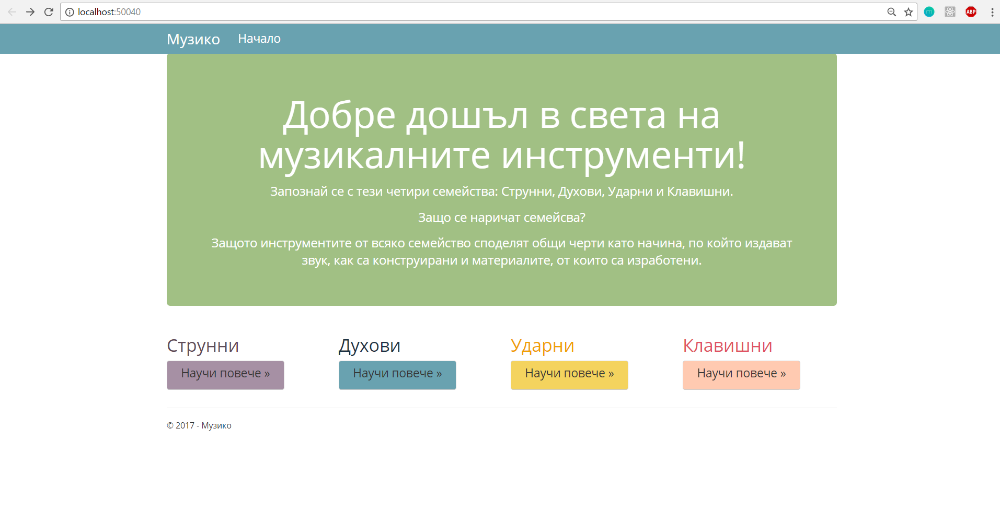 localhost:50040
ABP
Музико Начало
Добре дошъл в света на
музикалните инструменти!
Запознай се с тези четири семейства: Струнни, Духови, Ударни и Клавишни.
Защо се наричат семейсва?
Защото инструментите от всяко семейство споделят общи черти като начина, по който издават
звук, как са конструирани и материалите, от които са изработени.
Струнни Духови Ударни Клавишни
Научи повече » Научи повече » Научи повече » Научи повече »
© 2017 - Музико